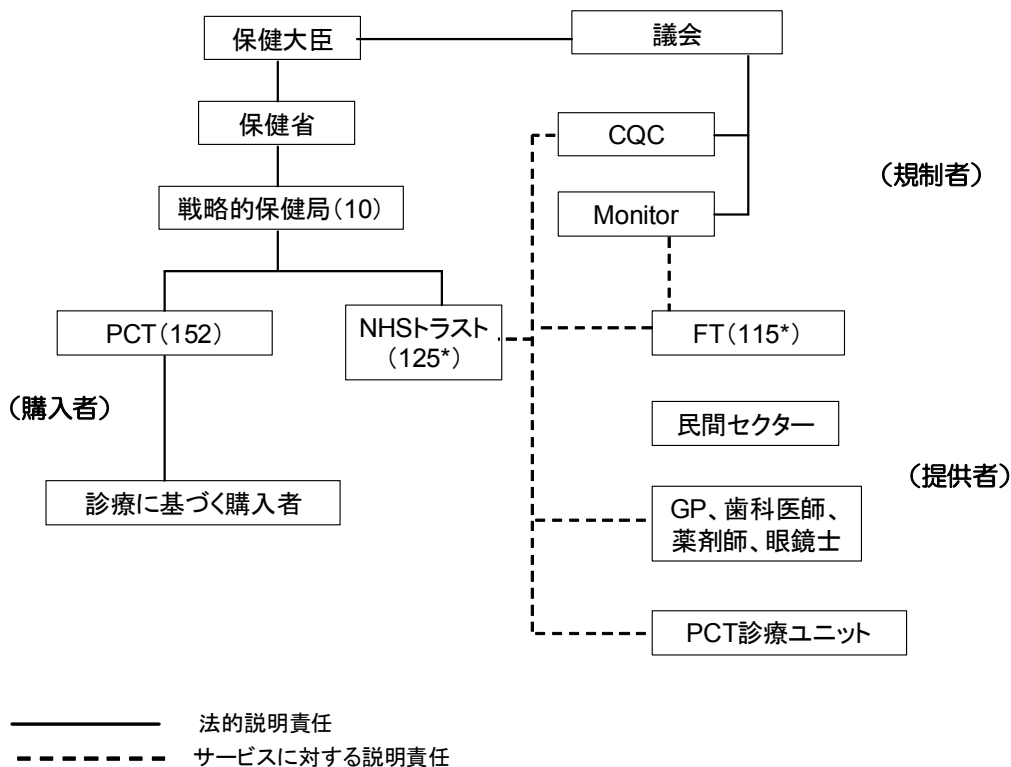 保健大臣
議会
保健省
CQC
(規制者)
戦略的保健局(10)
Monitor
PCT(152)
NHSトラスト
(125*)
FT(115*)
(購入者)
民間セクター
(提供者)
診療に基づく購入者
GP、歯科医師、
薬剤師、眼鏡士
PCT診療ユニット
法的説明責任
サービスに対する説明責任